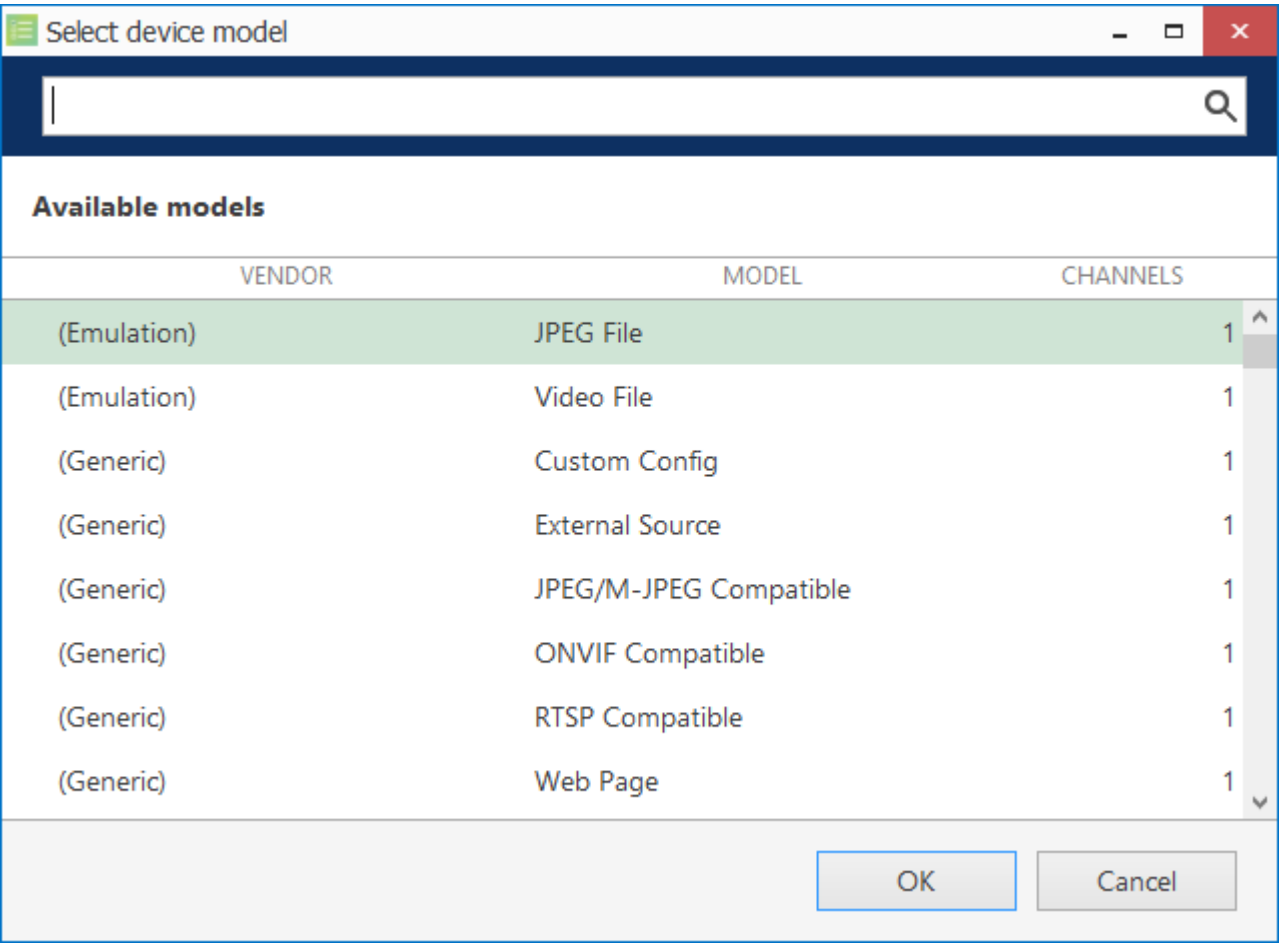 Select device model
Available models
VENDOR MODEL CHANNELS
(Emulation) JPEG File 1
(Emulation) Video File 1
(Generic) Custom Config 1
(Generic) External Source 1
(Generic) JPEG/M-JPEG Compatible 1
(Generic) ONVIF Compatible 1
(Generic) RTSP Compatible 1
(Generic) Web Page 1
OK Cancel